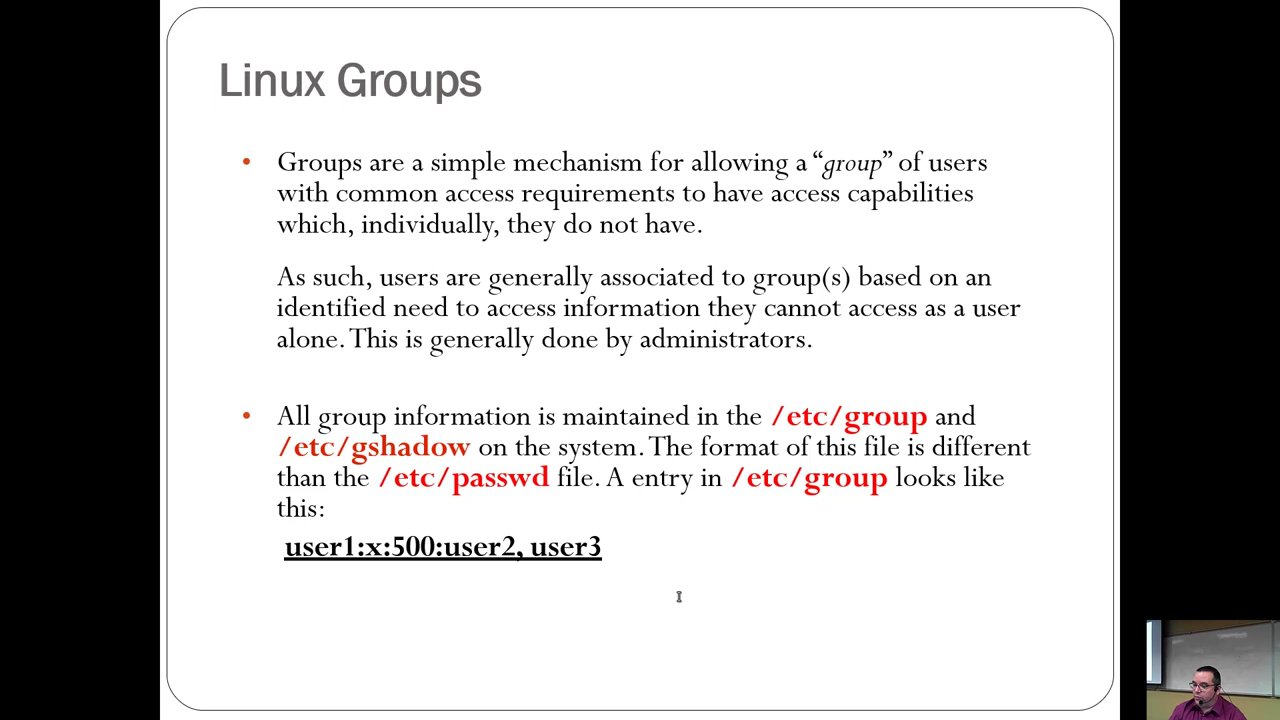 Linux Groups
• Groups are a simple mechanism for allowing a “group” of users
with common access requirements to have access capabilities
which, individually, they do not have.
As such, users are generally associated to group(s) based on an
identified need to access information they cannot access as a user
alone. This is generally done by administrators.
• All group information is maintained in the /etc/group and
/etc/gshadow on the system. The format of this file is different
than the /etc/passwd file. A entry in /etc/group looks like
this:
user1:x:500:user2, user3